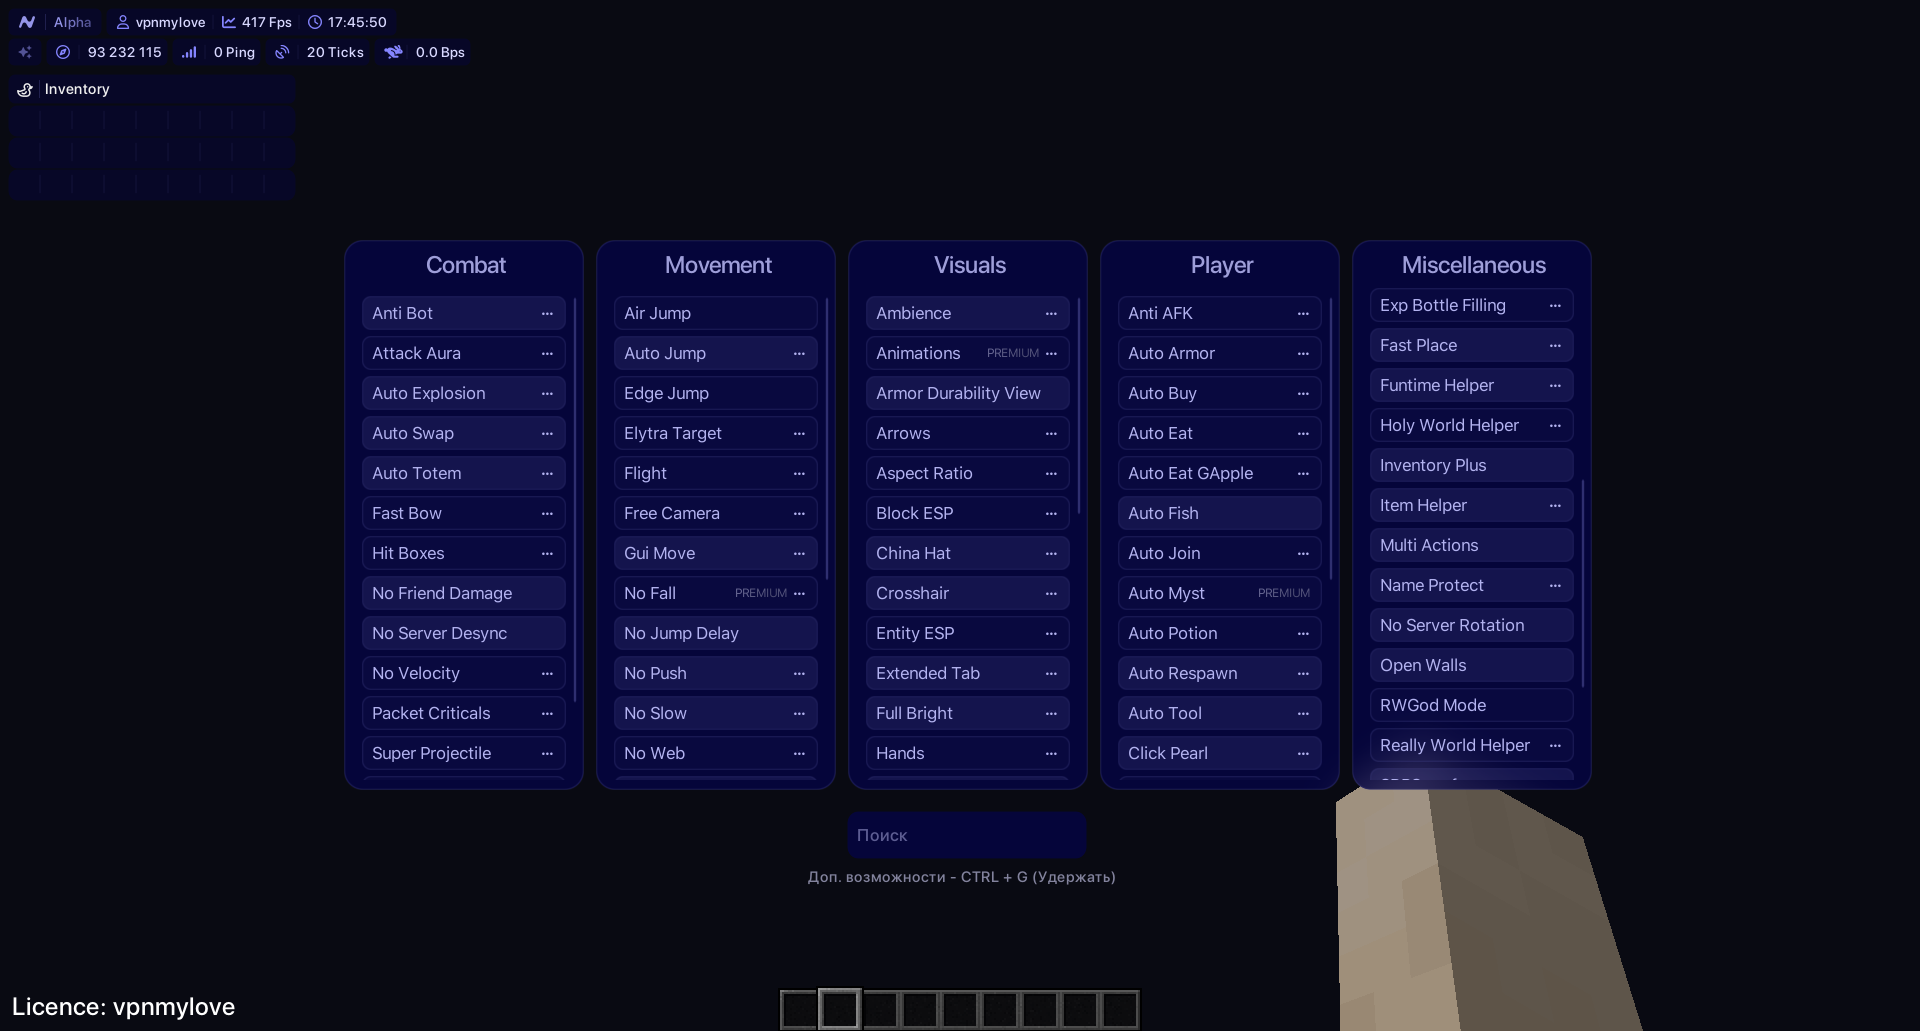 Alpha vpnmylove 417 Fps 17:45:50
93 232 115 0 Ping 20 Ticks 0.0 Bps
Inventory
Combat
Anti Bot
Attack Aura
Auto Explosion
Auto Swap
Auto Totem
Fast Bow
Hit Boxes
No Friend Damage
No Server Desync
No Velocity
Packet Criticals
Super Projectile
Movement
Air Jump
Auto Jump
Edge Jump
Elytra Target
Flight
Free Camera
Gui Move
No Fall PREMIUM
No Jump Delay
No Push
No Slow
No Web
Visuals
Ambience
Animations PREMIUM
Armor Durability View
Arrows
Aspect Ratio
Block ESP
China Hat
Crosshair
Entity ESP
Extended Tab
Full Bright
Hands
Player
Anti AFK
Auto Armor
Auto Buy
Auto Eat
Auto Eat GApple
Auto Fish
Auto Join
Auto Myst PREMIUM
Auto Potion
Auto Respawn
Auto Tool
Click Pearl
Miscellaneous
Exp Bottle Filling
Fast Place
Funtime Helper
Holy World Helper
Inventory Plus
Item Helper
Multi Actions
Name Protect
No Server Rotation
Open Walls
RWGod Mode
Really World Helper
Поиск
Доп. возможности - CTRL + G (Удержать)
Licence: vpnmylove